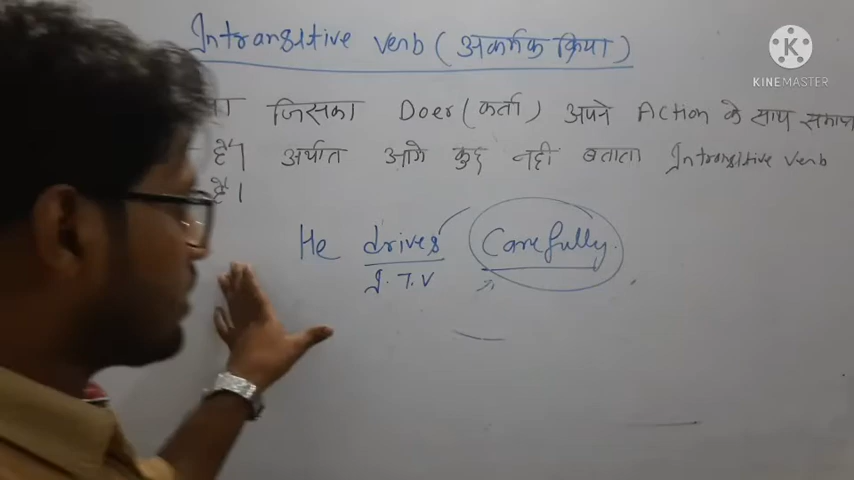 Intransitive verb (अकर्मक क्रिया)
जिसका Doer (कर्ता) अपने Action के साथ समाप्त
है। अर्थात आगे कुछ नही बताता Intransitive verb
है।
He drives Carefully.
I.T.V
K
KINEMASTER